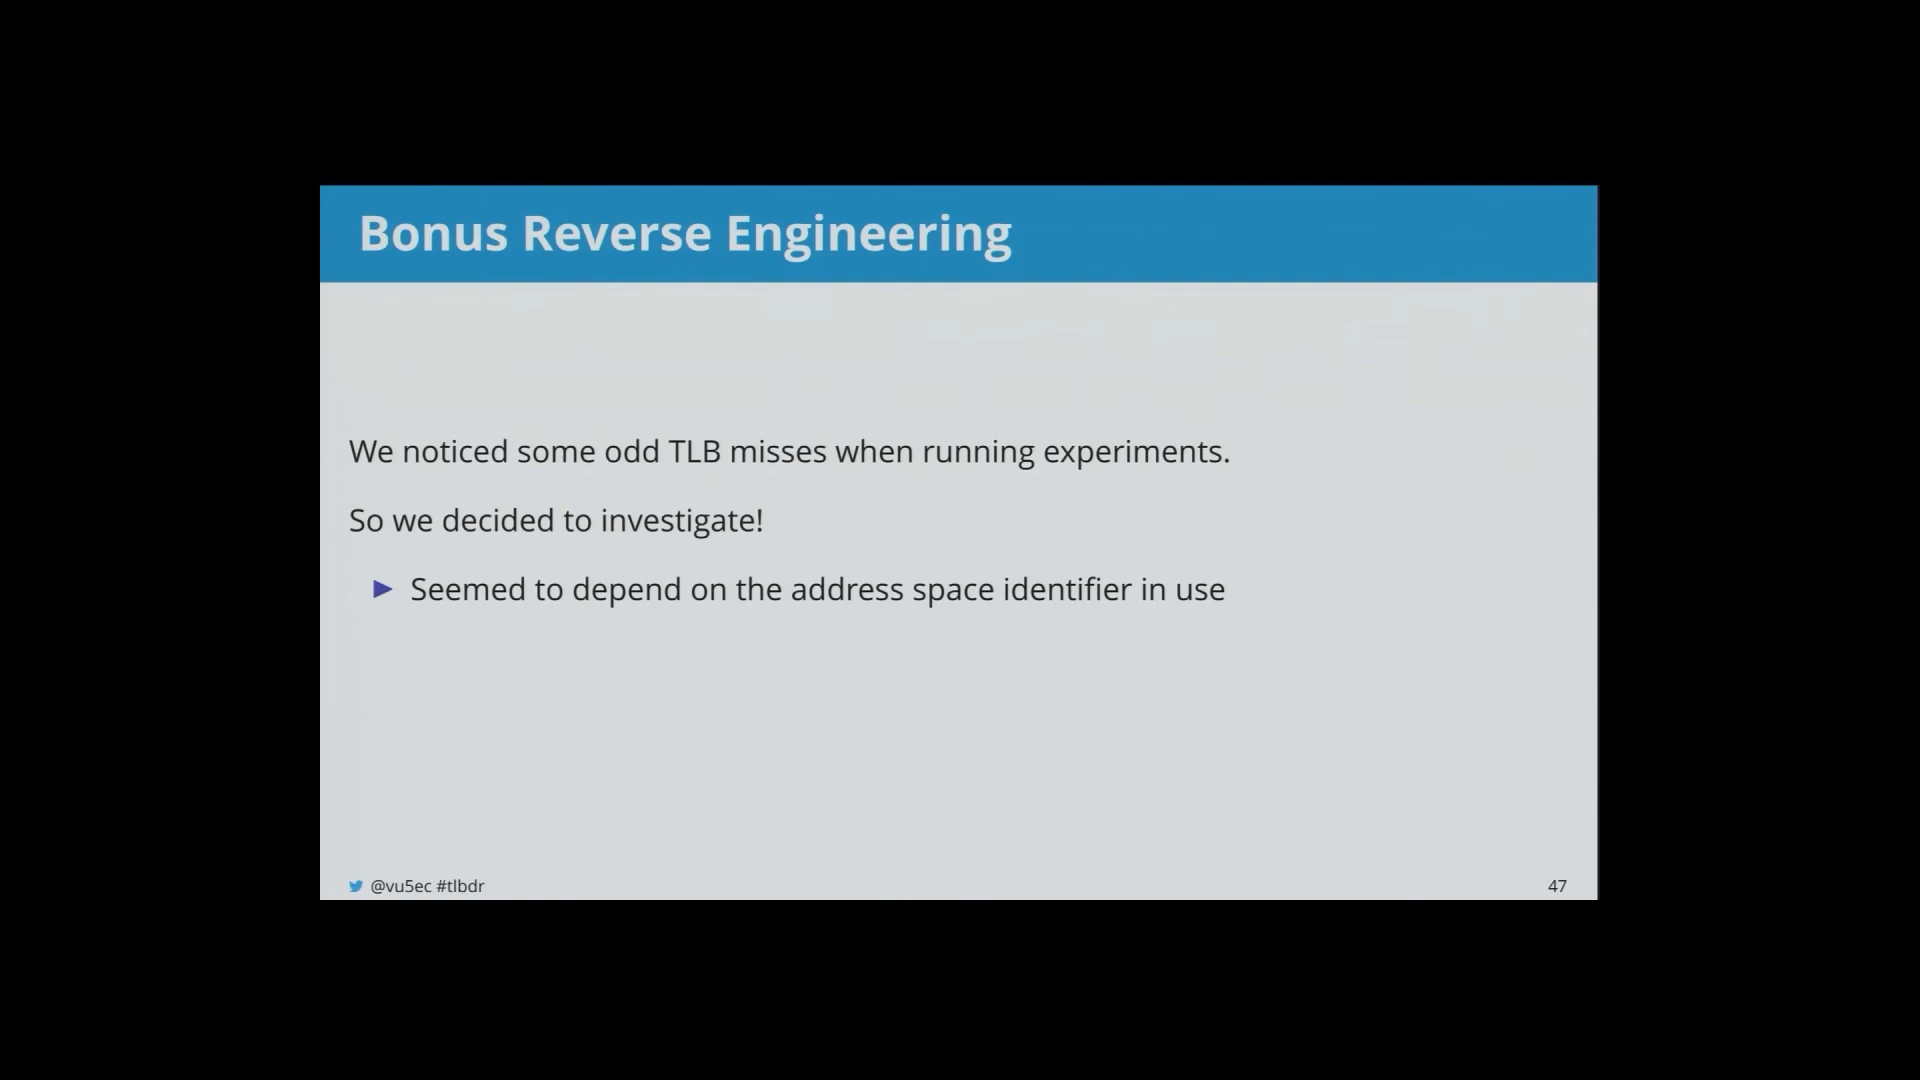 Bonus Reverse Engineering
We noticed some odd TLB misses when running experiments.
So we decided to investigate!
Seemed to depend on the address space identifier in use
@vu5ec #tlbdr
47